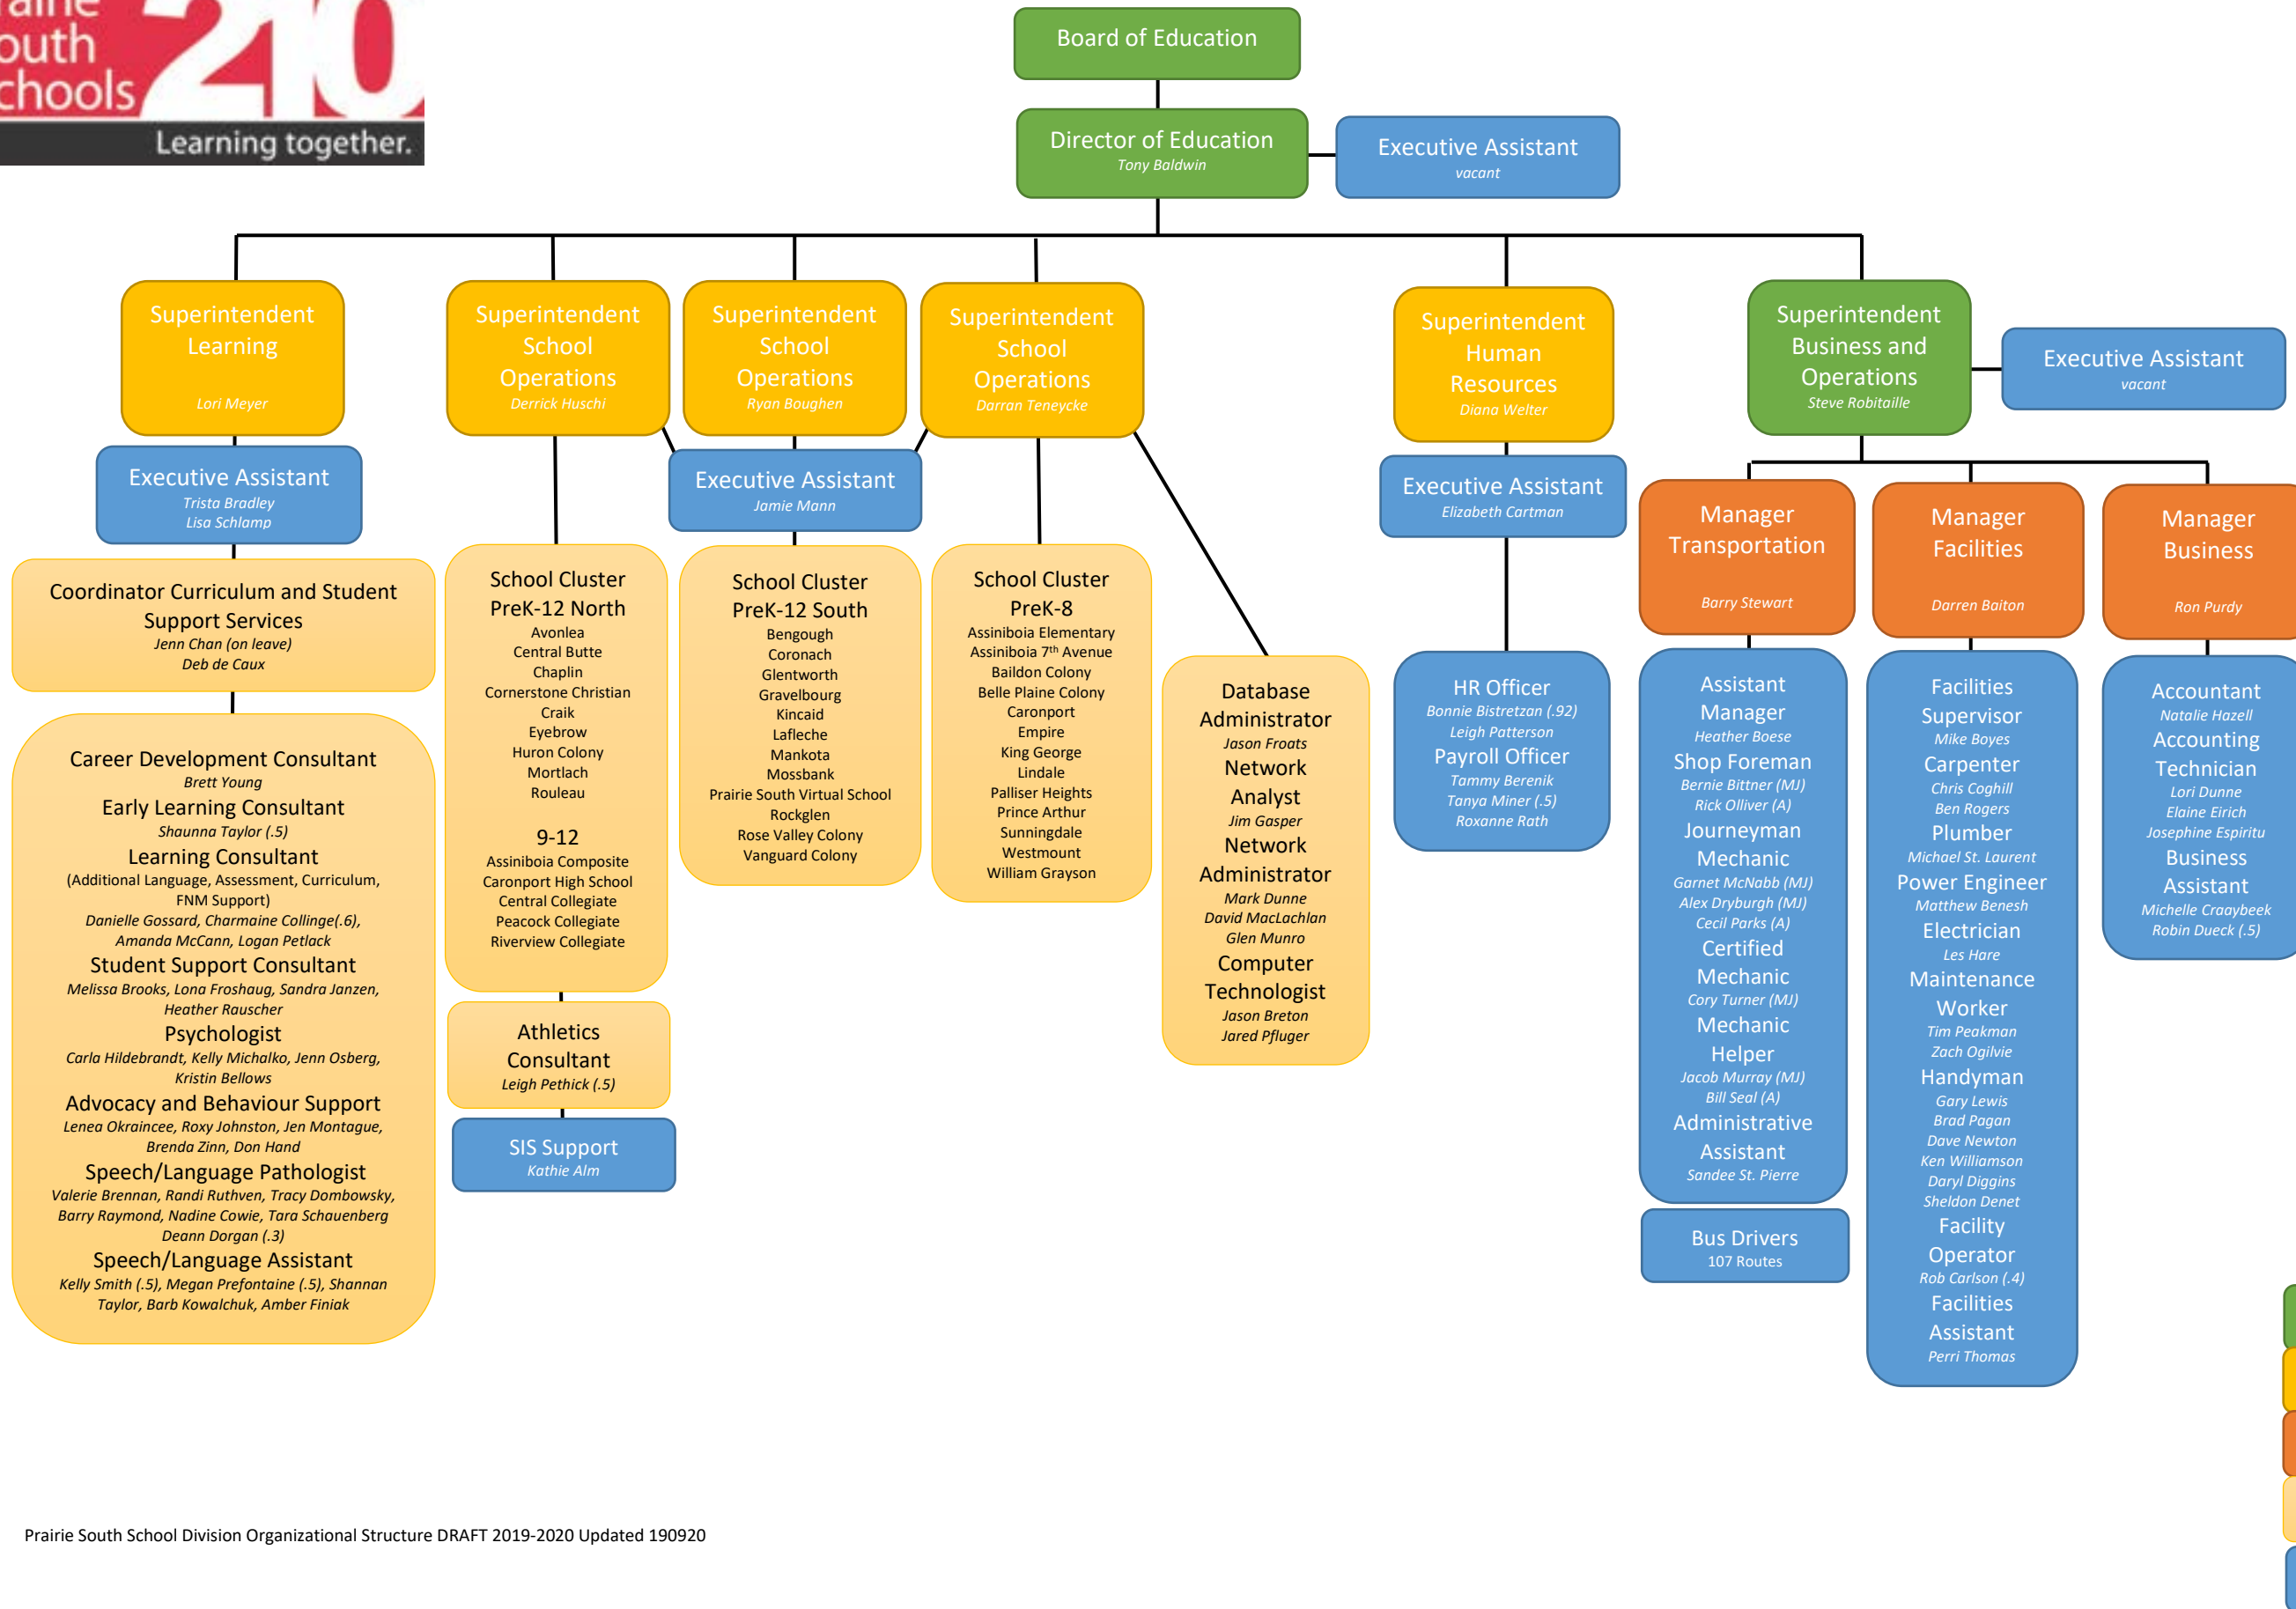 outh
chools
210
Learning together.
Board of Education
Director of Education
Tony Baldwin
Executive Assistant
vacant
Superintendent
Learning
Lori Meyer
Superintendent
School
Operations
Derrick Huschi
Superintendent
School
Operations
Ryan Boughen
Superintendent
School
Operations
Darran Teneycke
Superintendent
Human
Resources
Diana Welter
Superintendent
Business and
Operations
Steve Robitaille
Executive Assistant
vacant
Executive Assistant
Trista Bradley
Lisa Schlamp
Executive Assistant
Jamie Mann
Executive Assistant
Elizabeth Cartman
Manager
Transportation
Barry Stewart
Manager
Facilities
Darren Baiton
Manager
Business
Ron Purdy
Coordinator Curriculum and Student
Support Services
Jenn Chan (on leave)
Deb de Caux
Career Development Consultant
Brett Young
Early Learning Consultant
Shaunna Taylor (.5)
Learning Consultant
(Additional Language, Assessment, Curriculum,
FNM Support)
Danielle Gossard, Charmaine Collinge(.6),
Amanda McCann, Logan Petlack
Student Support Consultant
Melissa Brooks, Lona Froshaug, Sandra Janzen,
Heather Rauscher
Psychologist
Carla Hildebrandt, Kelly Michalko, Jenn Osberg,
Kristin Bellows
Advocacy and Behaviour Support
Lenea Okraincee, Roxy Johnston, Jen Montague,
Brenda Zinn, Don Hand
Speech/Language Pathologist
Valerie Brennan, Randi Ruthven, Tracy Dombowsky,
Barry Raymond, Nadine Cowie, Tara Schauenberg
Deann Dorgan (.3)
Speech/Language Assistant
Kelly Smith (.5), Megan Prefontaine (.5), Shannan
Taylor, Barb Kowalchuk, Amber Finiak
School Cluster
PreK-12 North
Avonlea
Central Butte
Chaplin
Cornerstone Christian
Craik
Eyebrow
Huron Colony
Mortlach
Rouleau
9-12
Assiniboia Composite
Caronport High School
Central Collegiate
Peacock Collegiate
Riverview Collegiate
Athletics
Consultant
Leigh Pethick (.5)
SIS Support
Kathie Alm
School Cluster
PreK-12 South
Bengough
Coronach
Glentworth
Gravelbourg
Kincaid
Lafleche
Mankota
Mossbank
Prairie South Virtual School
Rockglen
Rose Valley Colony
Vanguard Colony
School Cluster
PreK-8
Assiniboia Elementary
Assiniboia 7th Avenue
Baildon Colony
Belle Plaine Colony
Caronport
Empire
King George
Lindale
Palliser Heights
Prince Arthur
Sunningdale
Westmount
William Grayson
Database
Administrator
Jason Froats
Network
Analyst
Jim Gasper
Network
Administrator
Mark Dunne
David MacLachlan
Glen Munro
Computer
Technologist
Jason Breton
Jared Pfluger
HR Officer
Bonnie Bistretzan (.92)
Leigh Patterson
Payroll Officer
Tammy Berenik
Tanya Miner (.5)
Roxanne Rath
Assistant
Manager
Heather Boese
Shop Foreman
Bernie Bittner (MJ)
Rick Olliver (A)
Journeyman
Mechanic
Garnet McNabb (MJ)
Alex Dryburgh (MJ)
Cecil Parks (A)
Certified
Mechanic
Cory Turner (MJ)
Mechanic
Helper
Jacob Murray (MJ)
Bill Seal (A)
Administrative
Assistant
Sandee St. Pierre
Bus Drivers
107 Routes
Facilities
Supervisor
Mike Boyes
Carpenter
Chris Coghill
Ben Rogers
Plumber
Michael St. Laurent
Power Engineer
Matthew Benesh
Electrician
Les Hare
Maintenance
Worker
Tim Peakman
Zach Ogilvie
Handyman
Gary Lewis
Brad Pagan
Dave Newton
Ken Williamson
Daryl Diggins
Sheldon Denet
Facility
Operator
Rob Carlson (.4)
Facilities
Assistant
Perri Thomas
Accountant
Natalie Hazell
Accounting
Technician
Lori Dunne
Elaine Eirich
Josephine Espiritu
Business
Assistant
Michelle Craaybeek
Robin Dueck (.5)
Prairie South School Division Organizational Structure DRAFT 2019-2020 Updated 190920